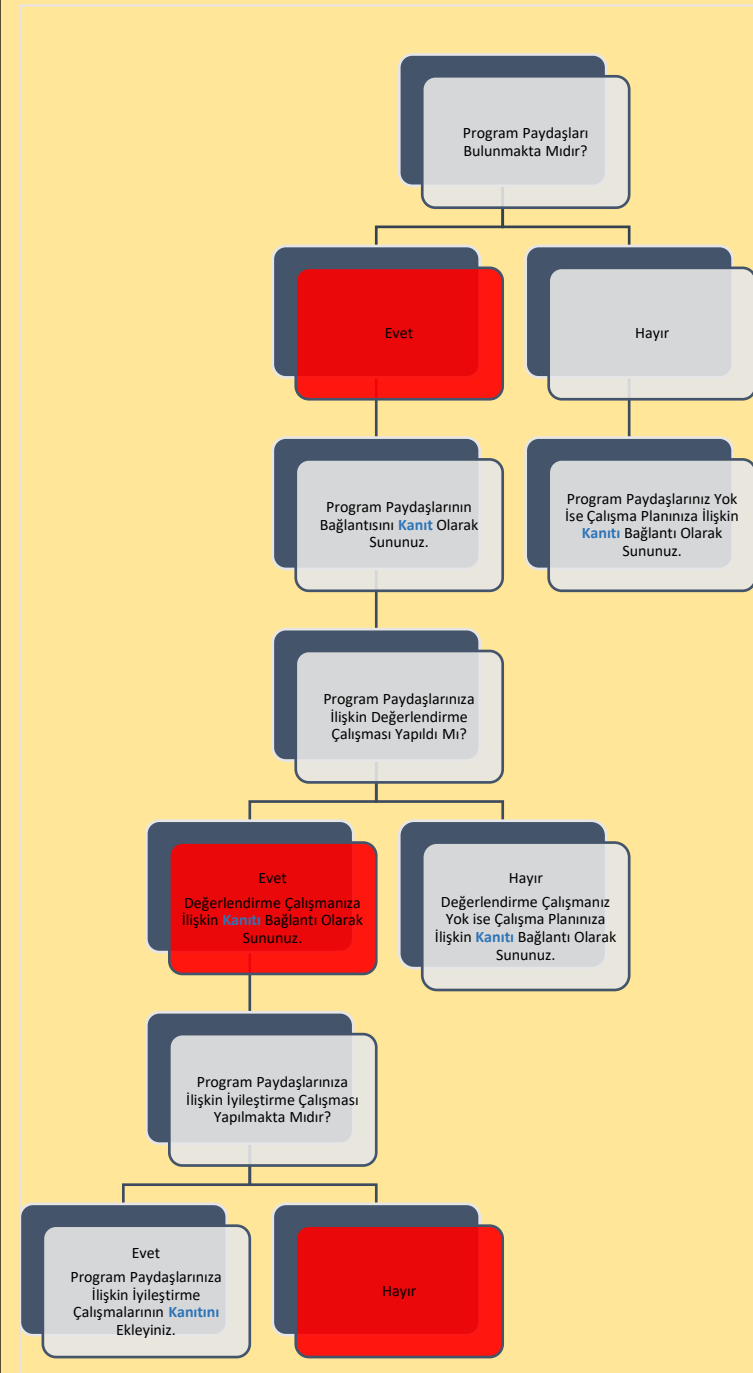 Program Paydaşları
Bulunmakta Mıdır?
Evet
Hayır
Program Paydaşlarının
Bağlantısını Kanıt Olarak
Sununuz.
Program Paydaşlarınız Yok
İse Çalışma Planınıza İlişkin
Kanıtı Bağlantı Olarak
Sununuz.
Program Paydaşlarınıza
İlişkin Değerlendirme
Çalışması Yapıldı Mı?
Evet
Değerlendirme Çalışmanıza
İlişkin Kanıtı Bağlantı Olarak
Sununuz.
Hayır
Değerlendirme Çalışmanız
Yok ise Çalışma Planınıza
İlişkin Kanıtı Bağlantı Olarak
Sununuz.
Program Paydaşlarınıza
İlişkin İyileştirme Çalışması
Yapılmakta Mıdır?
Evet
Program Paydaşlarınıza
İlişkin İyileştirme
Çalışmalarının Kanıtını
Ekleyiniz.
Hayır